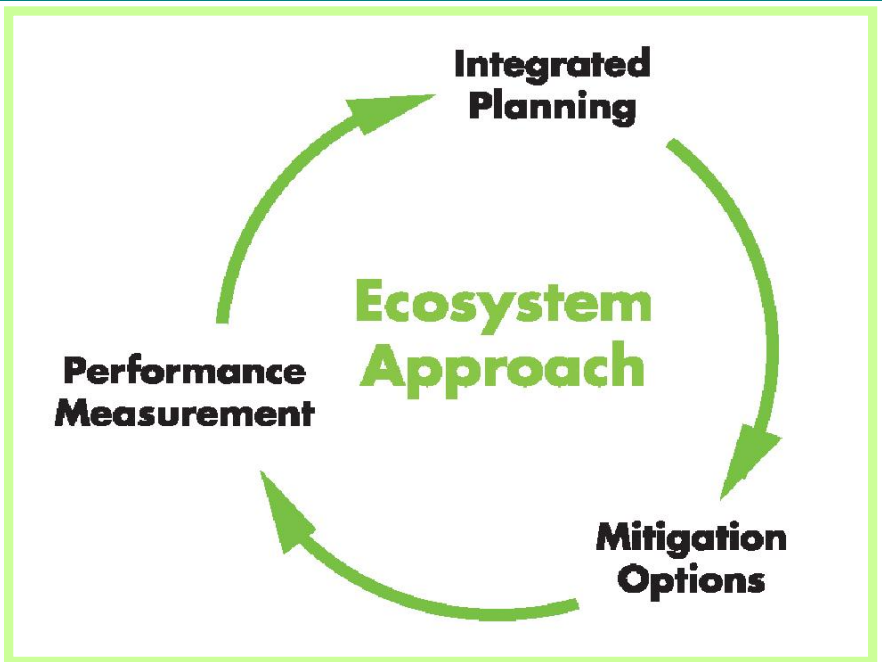 Integrated
Planning
Ecosystem
Approach
Performance
Measurement
Mitigation
Options